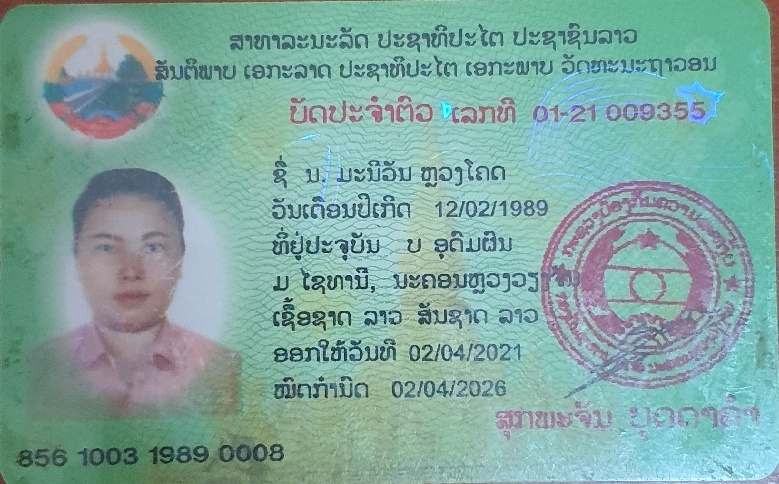 ສາທາລະນະລັດ ປະຊາທິປະໄຕ ປະຊາຊົນລາວ
ສັນຕິພາບ ເອກະລາດ ປະຊາທິປະໄຕ ເອກະພາບ ວັດທະນະຖາວອນ
ບັດປະຈຳຕົວ ເລກທີ 01-21 009355
ຊື່ ນ. ມະນີວັນ ຫຼວງໂຄດ
ວັນເດືອນປີເກີດ 12/02/1989
ທີ່ຢູ່ປະຈຸບັນ ບ ອຸດົມຜົນ
ມ ໄຊທານີ, ນະຄອນຫຼວງວຽງຈັນ
ເຊື້ອຊາດ ລາວ ສັນຊາດ ລາວ
ອອກໃຫ້ວັນທີ 02/04/2021
ໝົດກຳນົດ 02/04/2026
ສຸກພະຈັນ ບຸດດາຄຳ
856 1003 1989 0008